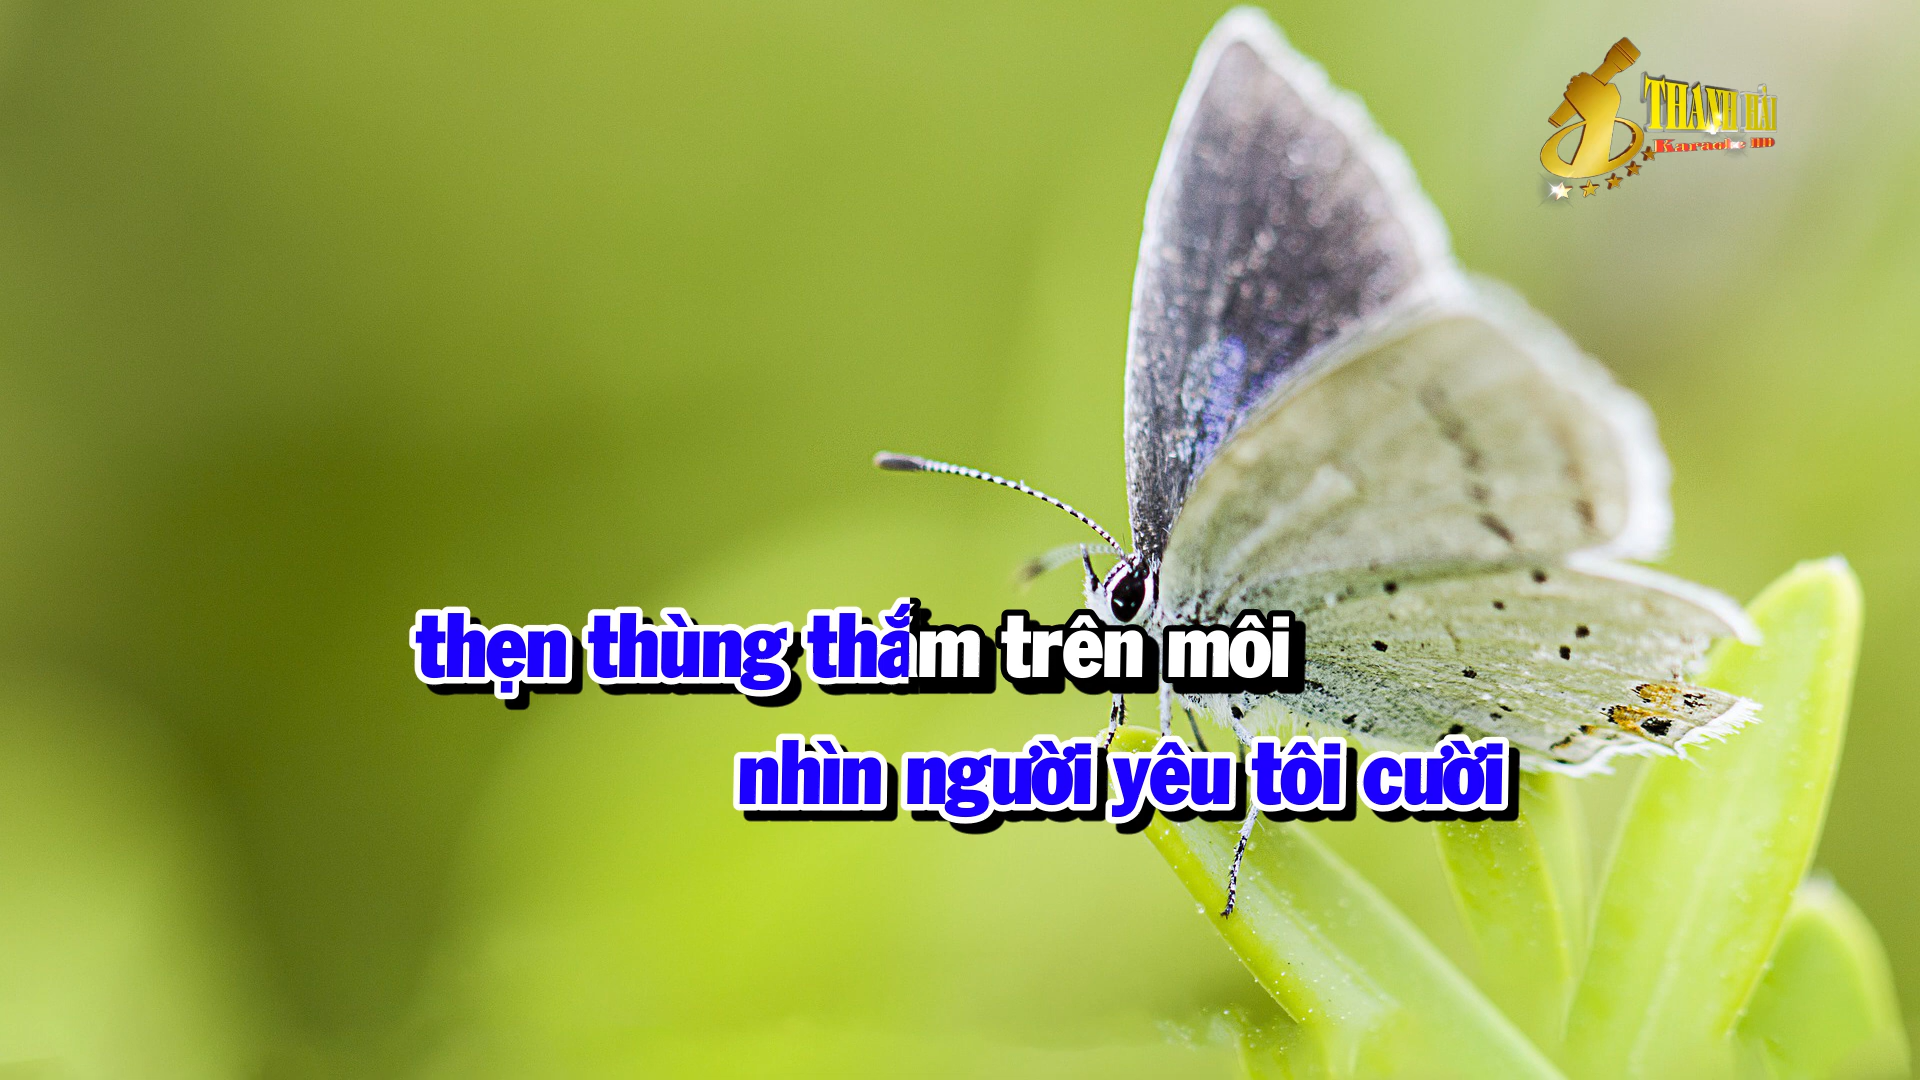 THANH HẢI
Karaoke HD
thẹn thùng thắm trên môi
nhìn người yêu tôi cười